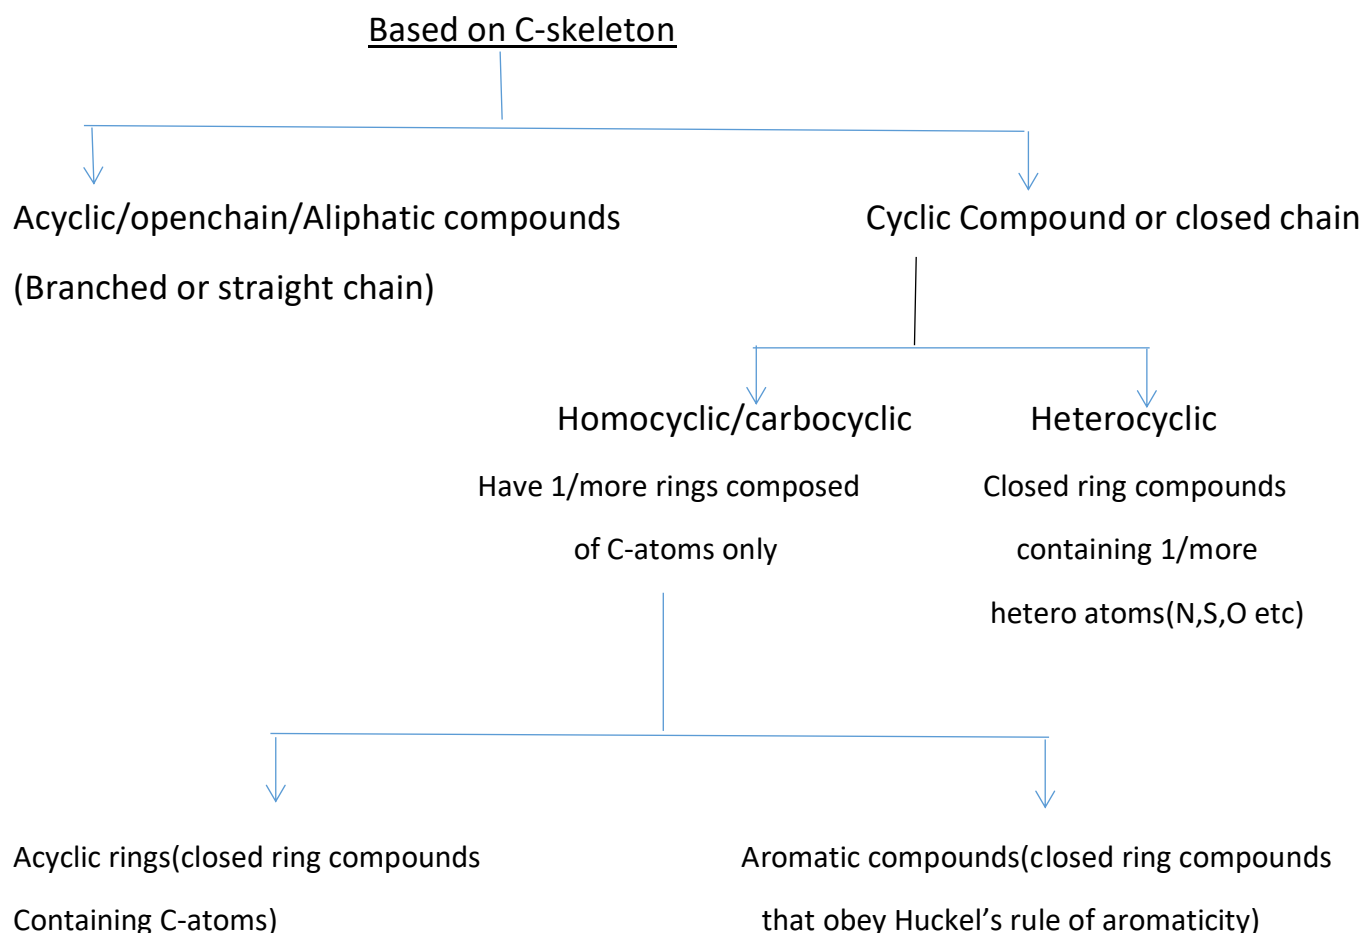 Based on C-skeleton
Acyclic/openchain/Aliphatic compounds
(Branched or straight chain)
Cyclic Compound or closed chain
Homocyclic/carbocyclic
Have 1/more rings composed
of C-atoms only
Heterocyclic
Closed ring compounds
containing 1/more
hetero atoms(N,S,O etc)
Acyclic rings(closed ring compounds
Containing C-atoms)
Aromatic compounds(closed ring compounds
that obey Huckel’s rule of aromaticity)